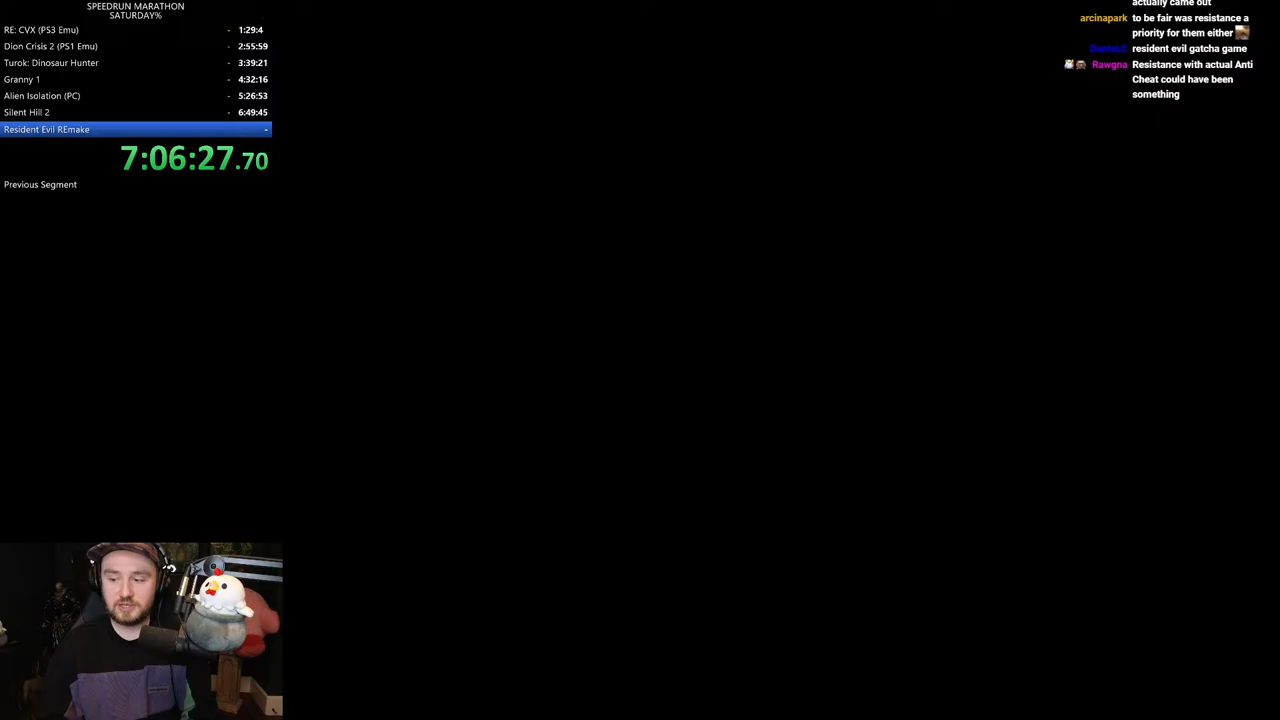 SPEEDRUN MARATHON
SATURDAY%
RE: CVX (PS3 Emu) - 1:29:4
Dion Crisis 2 (PS1 Emu) - 2:55:59
Turok: Dinosaur Hunter - 3:39:21
Granny 1 - 4:32:16
Alien Isolation (PC) - 5:26:53
Silent Hill 2 - 6:49:45
Resident Evil REmake -
7:06:27.70
Previous Segment
actually came out
arcinapark to be fair was resistance a
priority for them either
DanteLC resident evil gatcha game
Rawgna Resistance with actual Anti
Cheat could have been
something